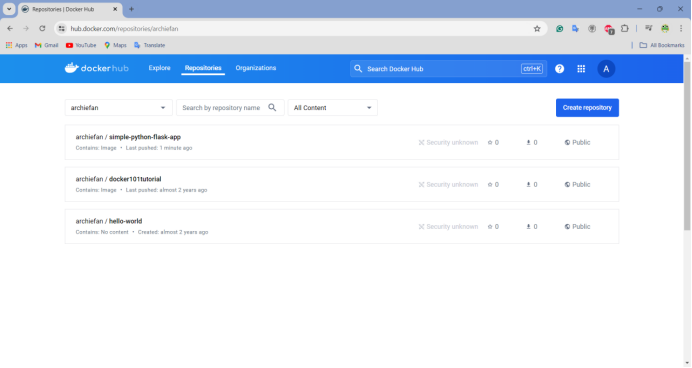 Repositories | Docker Hub
hub.docker.com/repositories/archiefan
Apps Gmail YouTube Maps Translate All Bookmarks
dockerhub Explore Repositories Organizations Search Docker Hub ctrl+K ? A
archiefan Search by repository name All Content Create repository
archiefan / simple-python-flask-app
Contains: Image • Last pushed: 1 minute ago
Security unknown 0 0 Public
archiefan / docker101tutorial
Contains: Image • Last pushed: almost 2 years ago
Security unknown 0 0 Public
archiefan / hello-world
Contains: No content • Created: almost 2 years ago
Security unknown 0 0 Public